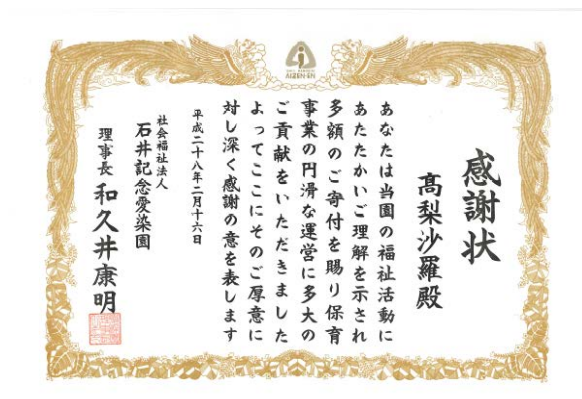 AIZEN-EN
感謝状
髙梨沙羅殿
あなたは当園の福祉活動に
あたたかいご理解を示され
多額のご寄付を賜り保育
事業の円滑な運営に多大の
ご貢献をいただきました
よってここにそのご厚意に
対し深く感謝の意を表します
平成二十八年二月十六日
社会福祉法人
石井記念愛染園
理事長 和久井康明